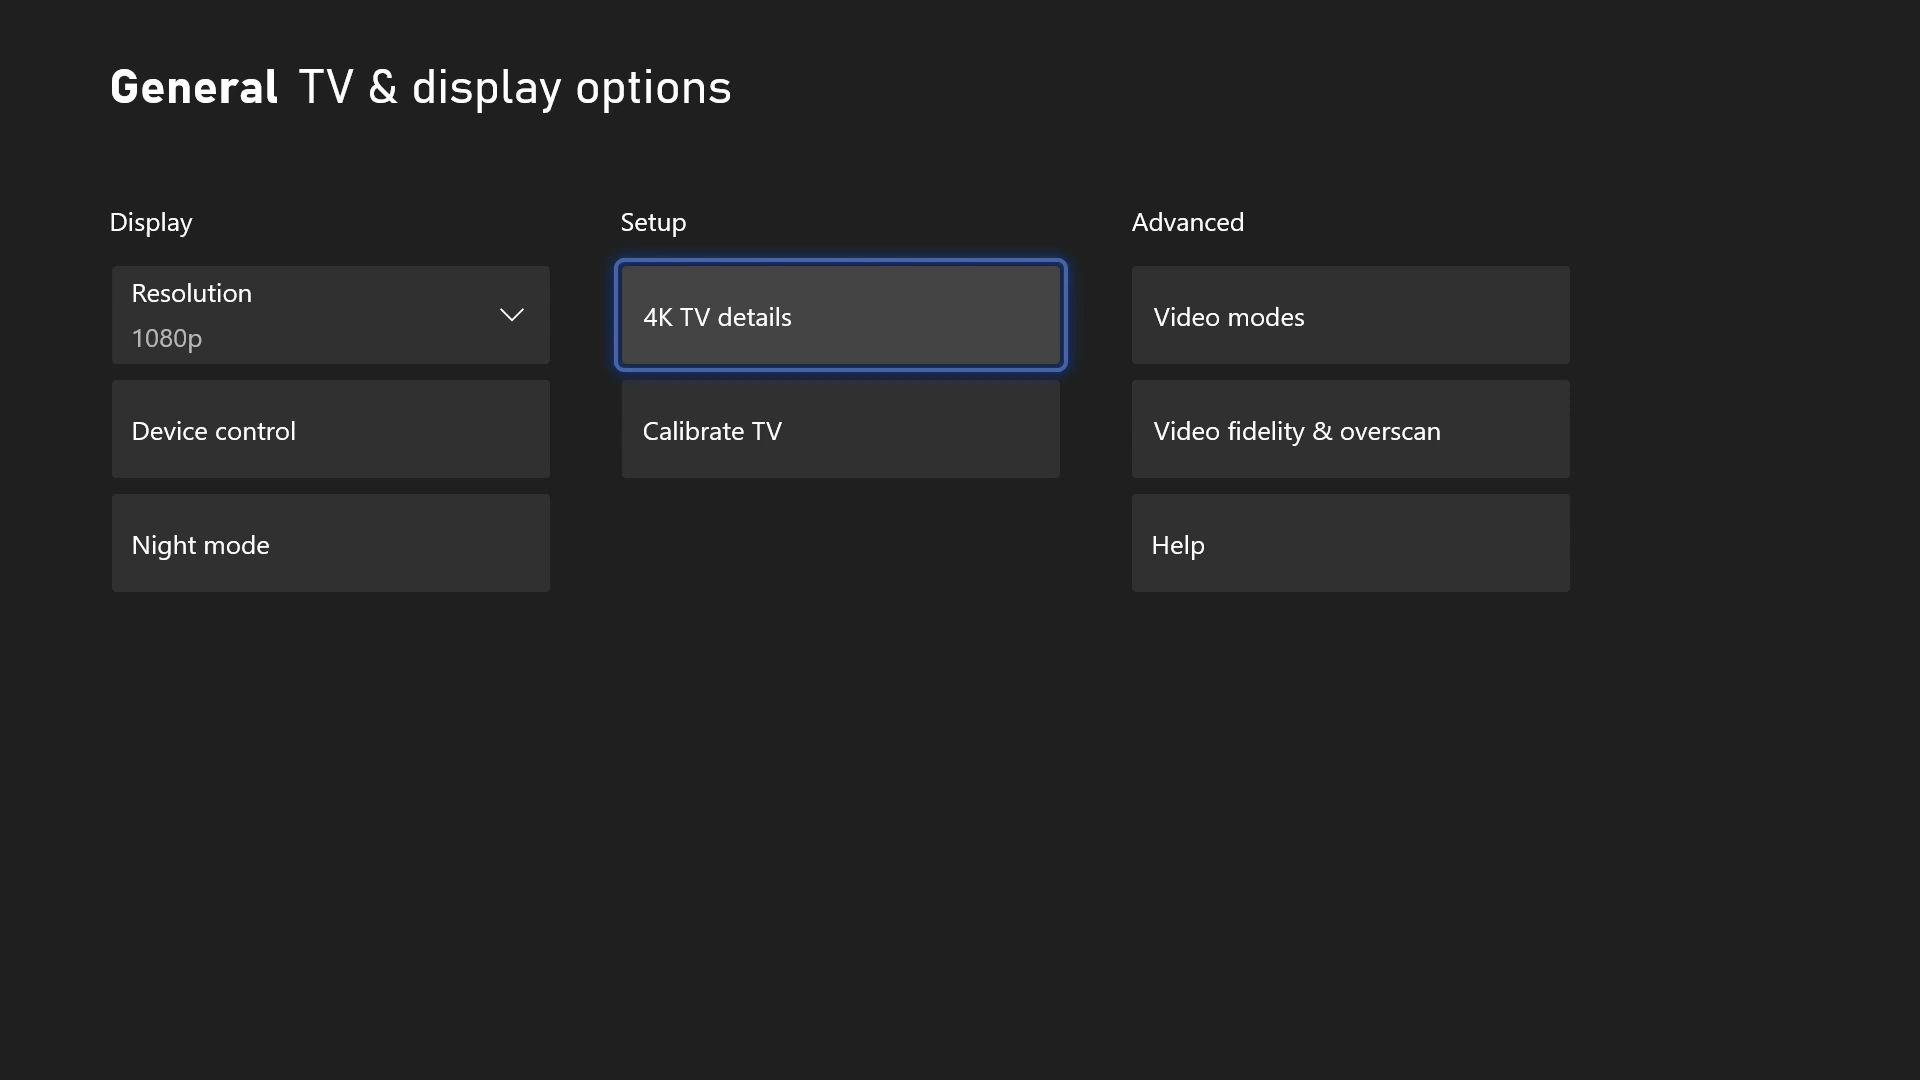 General TV & display options
Display
Resolution
1080p
Device control
Night mode
Setup
4K TV details
Calibrate TV
Advanced
Video modes
Video fidelity & overscan
Help